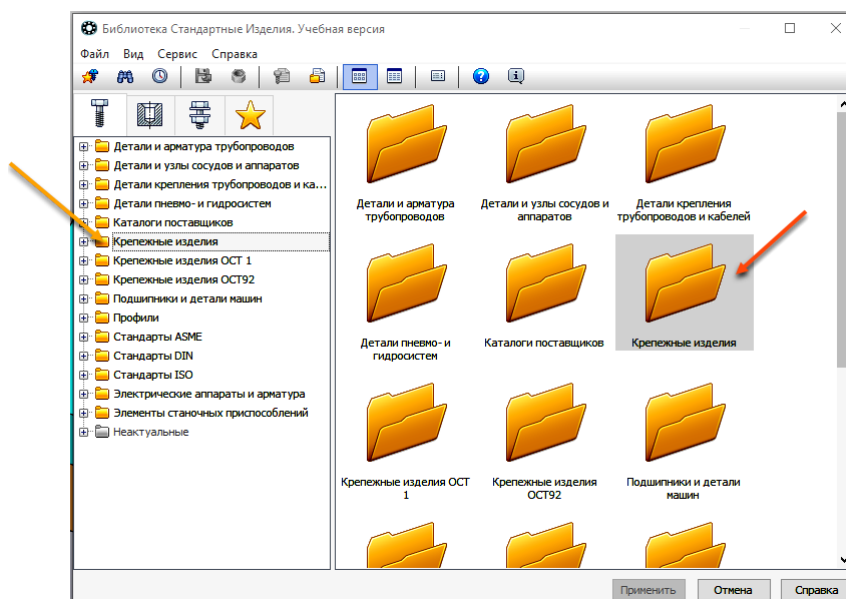 Библиотека Стандартные Изделия. Учебная версия
Файл Вид Сервис Справка
Детали и арматура трубопроводов
Детали и узлы сосудов и аппаратов
Детали крепления трубопроводов и ка...
Детали пневмо- и гидросистем
Каталоги поставщиков
Крепежные изделия
Крепежные изделия ОСТ 1
Крепежные изделия ОСТ92
Подшипники и детали машин
Профили
Стандарты ASME
Стандарты DIN
Стандарты ISO
Электрические аппараты и арматура
Элементы станочных приспособлений
Неактуальные
Детали и арматура
трубопроводов
Детали и узлы сосудов и
аппаратов
Детали крепления
трубопроводов и кабелей
Детали пневмо- и
гидросистем
Каталоги поставщиков
Крепежные изделия
Крепежные изделия ОСТ
1
Крепежные изделия
ОСТ92
Подшипники и детали
машин
Применить Отмена Справка